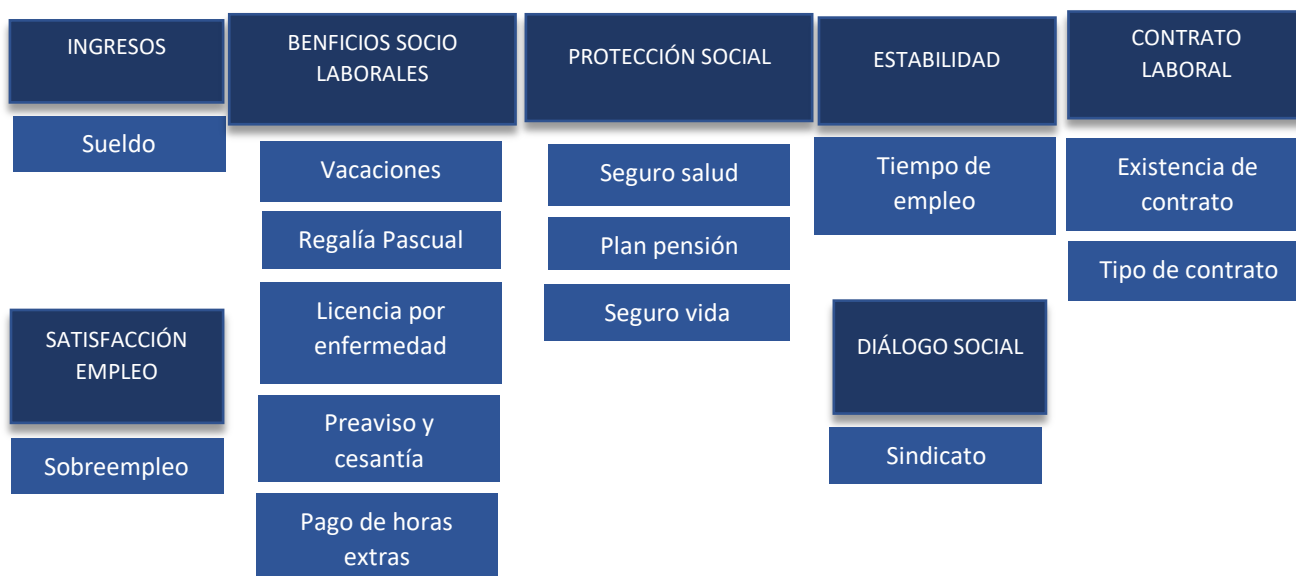 INGRESOS
Sueldo
BENFICIOS SOCIO
LABORALES
Vacaciones
Regalía Pascual
Licencia por
enfermedad
Preaviso y
cesantía
Pago de horas
extras
PROTECCIÓN SOCIAL
Seguro salud
Plan pensión
Seguro vida
ESTABILIDAD
Tiempo de
empleo
CONTRATO
LABORAL
Existencia de
contrato
Tipo de contrato
SATISFACCIÓN
EMPLEO
Sobreempleo
DIÁLOGO SOCIAL
Sindicato